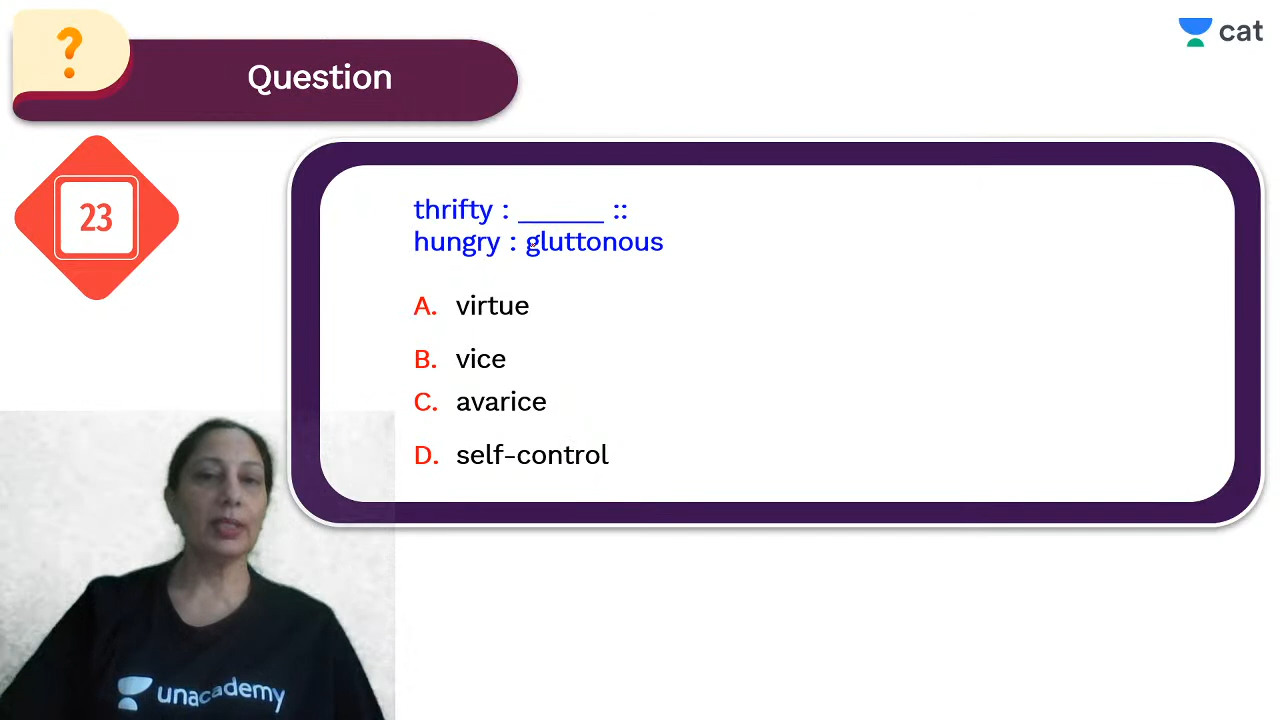 ?
Question
cat
23
thrifty : ______ ::
hungry : gluttonous
A. virtue
B. vice
C. avarice
D. self-control
unacademy